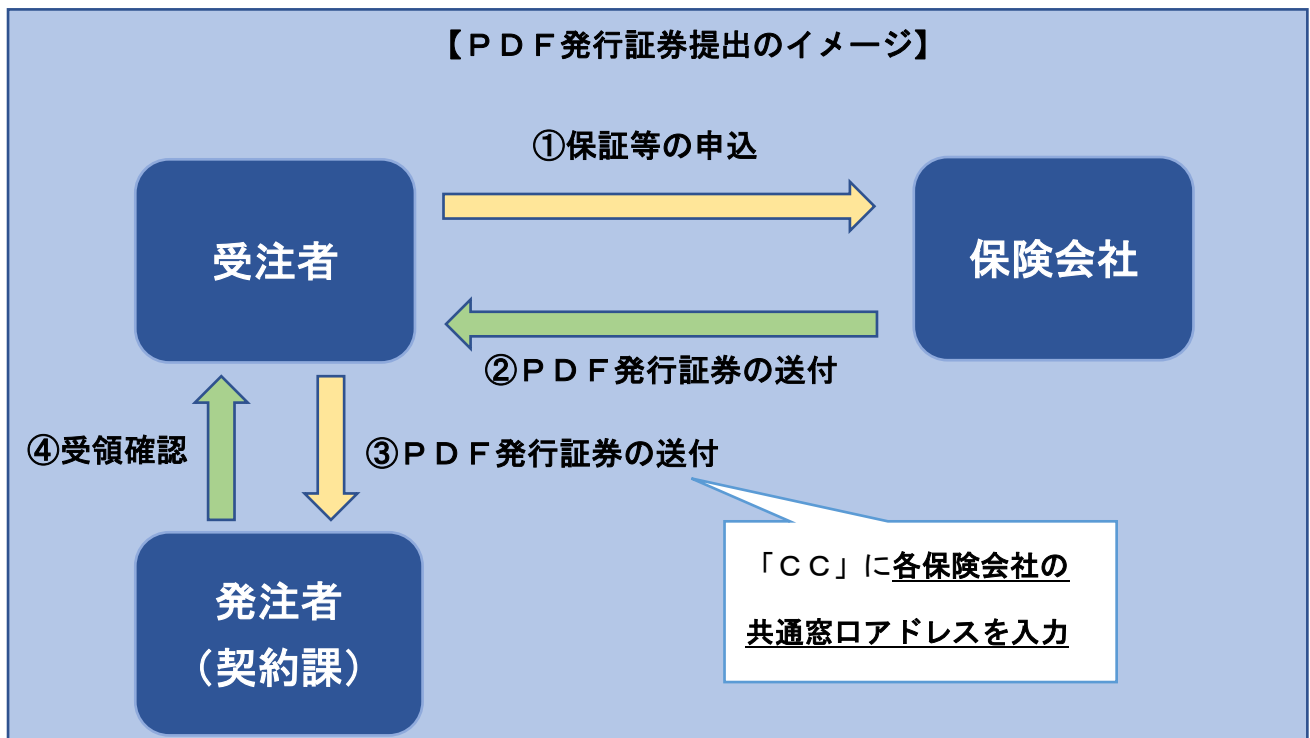 【ＰＤＦ発行証券提出のイメージ】
①保証等の申込
受注者
保険会社
②ＰＤＦ発行証券の送付
④受領確認
③ＰＤＦ発行証券の送付
「ＣＣ」に各保険会社の
共通窓口アドレスを入力
発注者
（契約課）